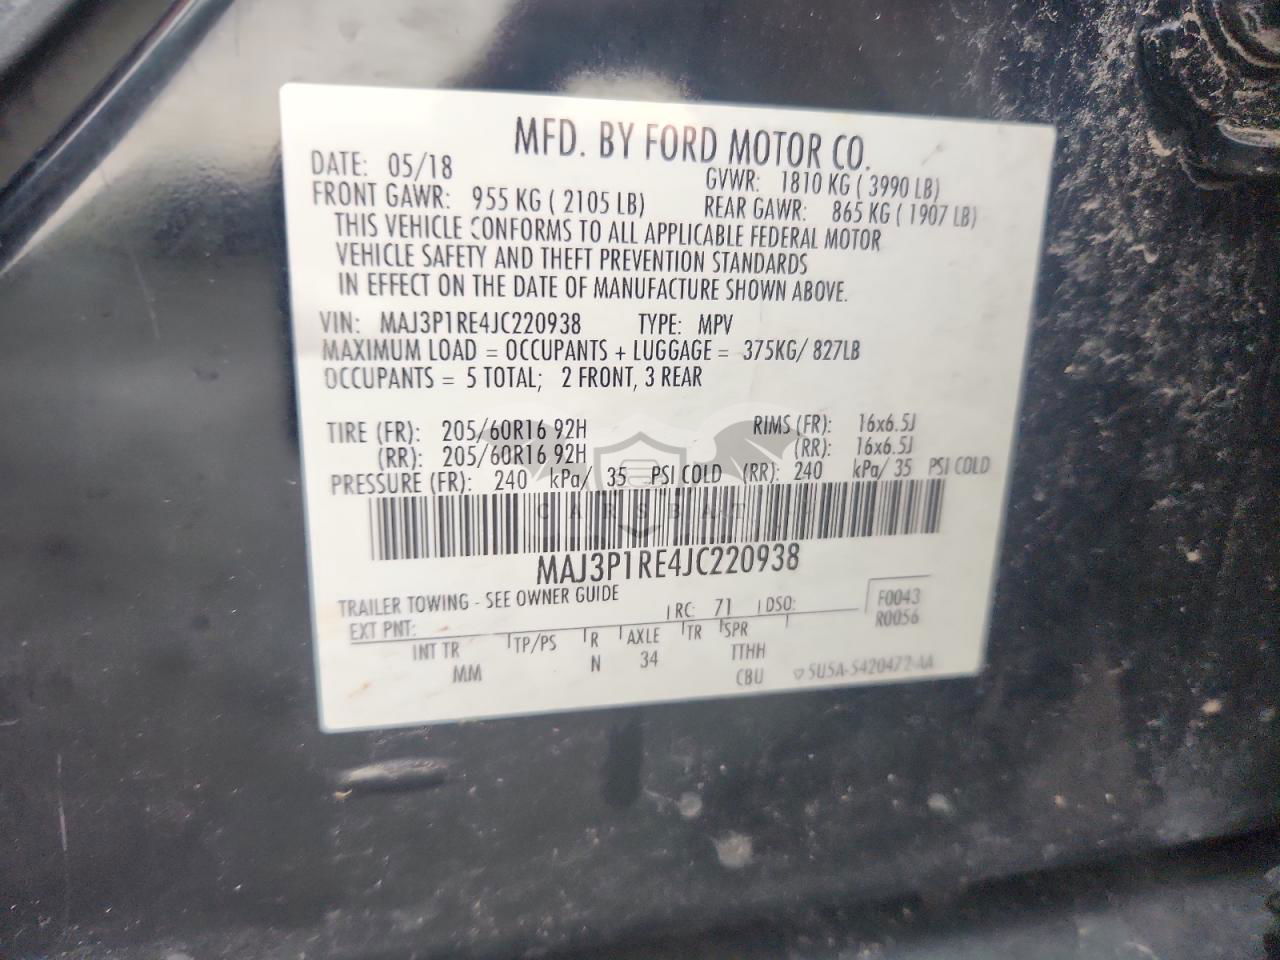 MFD. BY FORD MOTOR CO.
DATE: 05/18 GVWR: 1810 KG ( 3990 LB)
FRONT GAWR: 955 KG ( 2105 LB) REAR GAWR: 865 KG ( 1907 LB)
THIS VEHICLE CONFORMS TO ALL APPLICABLE FEDERAL MOTOR
VEHICLE SAFETY AND THEFT PREVENTION STANDARDS
IN EFFECT ON THE DATE OF MANUFACTURE SHOWN ABOVE.
VIN: MAJ3P1RE4JC220938 TYPE: MPV
MAXIMUM LOAD = OCCUPANTS + LUGGAGE = 375KG/ 827LB
OCCUPANTS = 5 TOTAL; 2 FRONT, 3 REAR
TIRE (FR): 205/60R16 92H RIMS (FR): 16x6.5J
(RR): 205/60R16 92H (RR): 16x6.5J
PRESSURE (FR): 240 kPa/ 35 PSI COLD (RR): 240 kPa/ 35 PSI COLD
CARSBAT
MAJ3P1RE4JC220938
TRAILER TOWING - SEE OWNER GUIDE
EXT PNT: RC: 71 DSO: F0043
R0056
INT TR TP/PS R AXLE TR SPR
MM N 34 TTHH
CBU 5U5A-5420472-AA